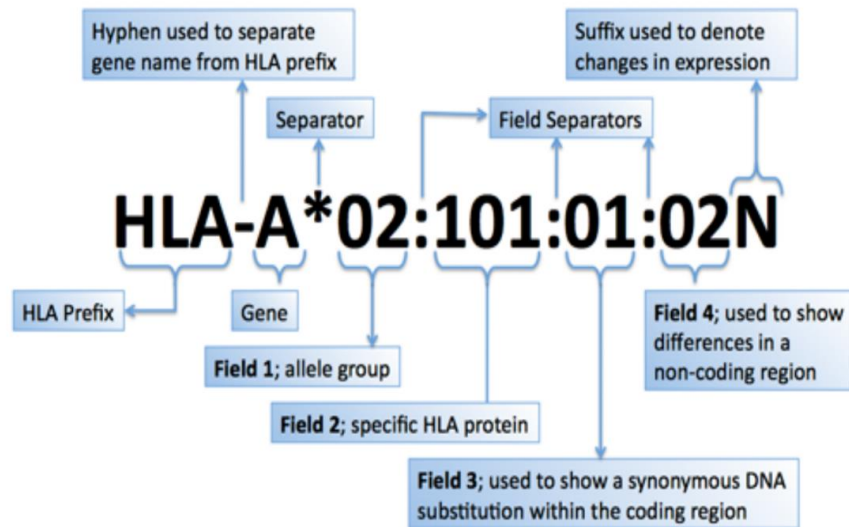 Hyphen used to separate
gene name from HLA prefix
Suffix used to denote
changes in expression
Separator
Field Separators
HLA-A*02:101:01:02N
HLA Prefix
Gene
Field 1; allele group
Field 2; specific HLA protein
Field 3; used to show a synonymous DNA
substitution within the coding region
Field 4; used to show
differences in a
non-coding region